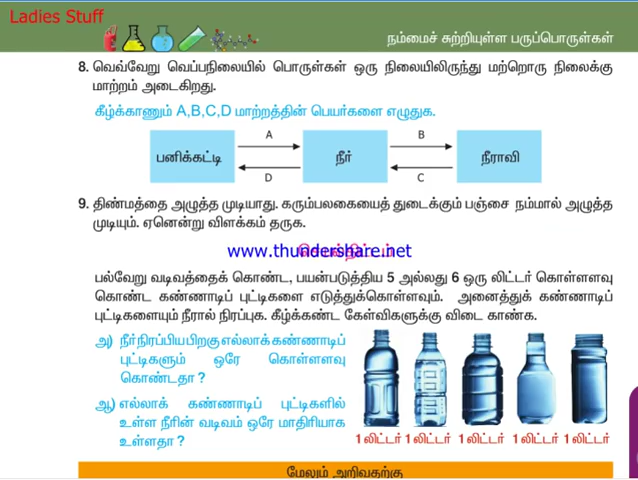 Ladies Stuff
நம்மைச் சுற்றியுள்ள பருப்பொருள்கள்
8. வெவ்வேறு வெப்பநிலையில் பொருள்கள் ஒரு நிலையிலிருந்து மற்றொரு நிலைக்கு
மாற்றம் அடைகிறது.
கீழ்க்காணும் A,B,C,D மாற்றத்தின் பெயர்களை எழுதுக.
A B
பனிக்கட்டி நீர் நீராவி
D C
9. திண்மத்தை அழுத்த முடியாது. கரும்பலகையைத் துடைக்கும் பஞ்சை நம்மால் அழுத்த
முடியும். ஏனென்று விளக்கம் தருக.
www.thundershare.net
பல்வேறு வடிவத்தைக் கொண்ட, பயன்படுத்திய 5 அல்லது 6 ஒரு லிட்டர் கொள்ளளவு
கொண்ட கண்ணாடிப் புட்டிகளை எடுத்துக்கொள்ளவும். அனைத்துக் கண்ணாடிப்
புட்டிகளையும் நீரால் நிரப்புக. கீழ்க்கண்ட கேள்விகளுக்கு விடை காண்க.
அ) நீர்நிரப்பியபிறகு எல்லாக் கண்ணாடிப்
புட்டிகளும் ஒரே கொள்ளளவு
கொண்டதா ?
ஆ) எல்லாக் கண்ணாடிப் புட்டிகளில்
உள்ள நீரின் வடிவம் ஒரே மாதிரியாக
உள்ளதா ?
1 லிட்டர் 1 லிட்டர் 1 லிட்டர் 1 லிட்டர் 1 லிட்டர்
மேலும் அறிவதற்கு